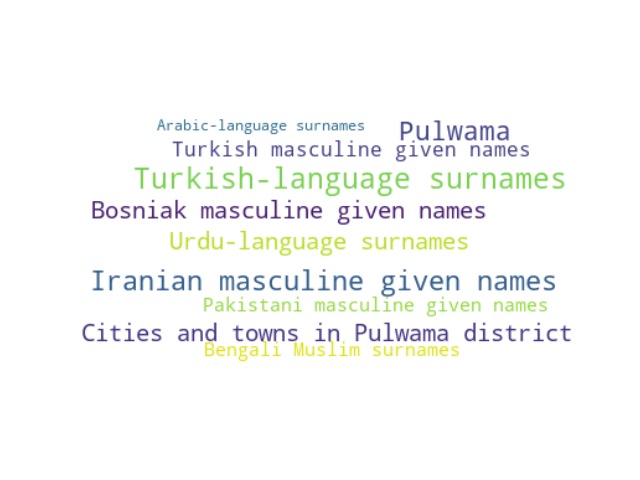 Arabic-language surnames
Pulwama
Turkish masculine given names
Turkish-language surnames
Bosniak masculine given names
Urdu-language surnames
Iranian masculine given names
Pakistani masculine given names
Cities and towns in Pulwama district
Bengali Muslim surnames